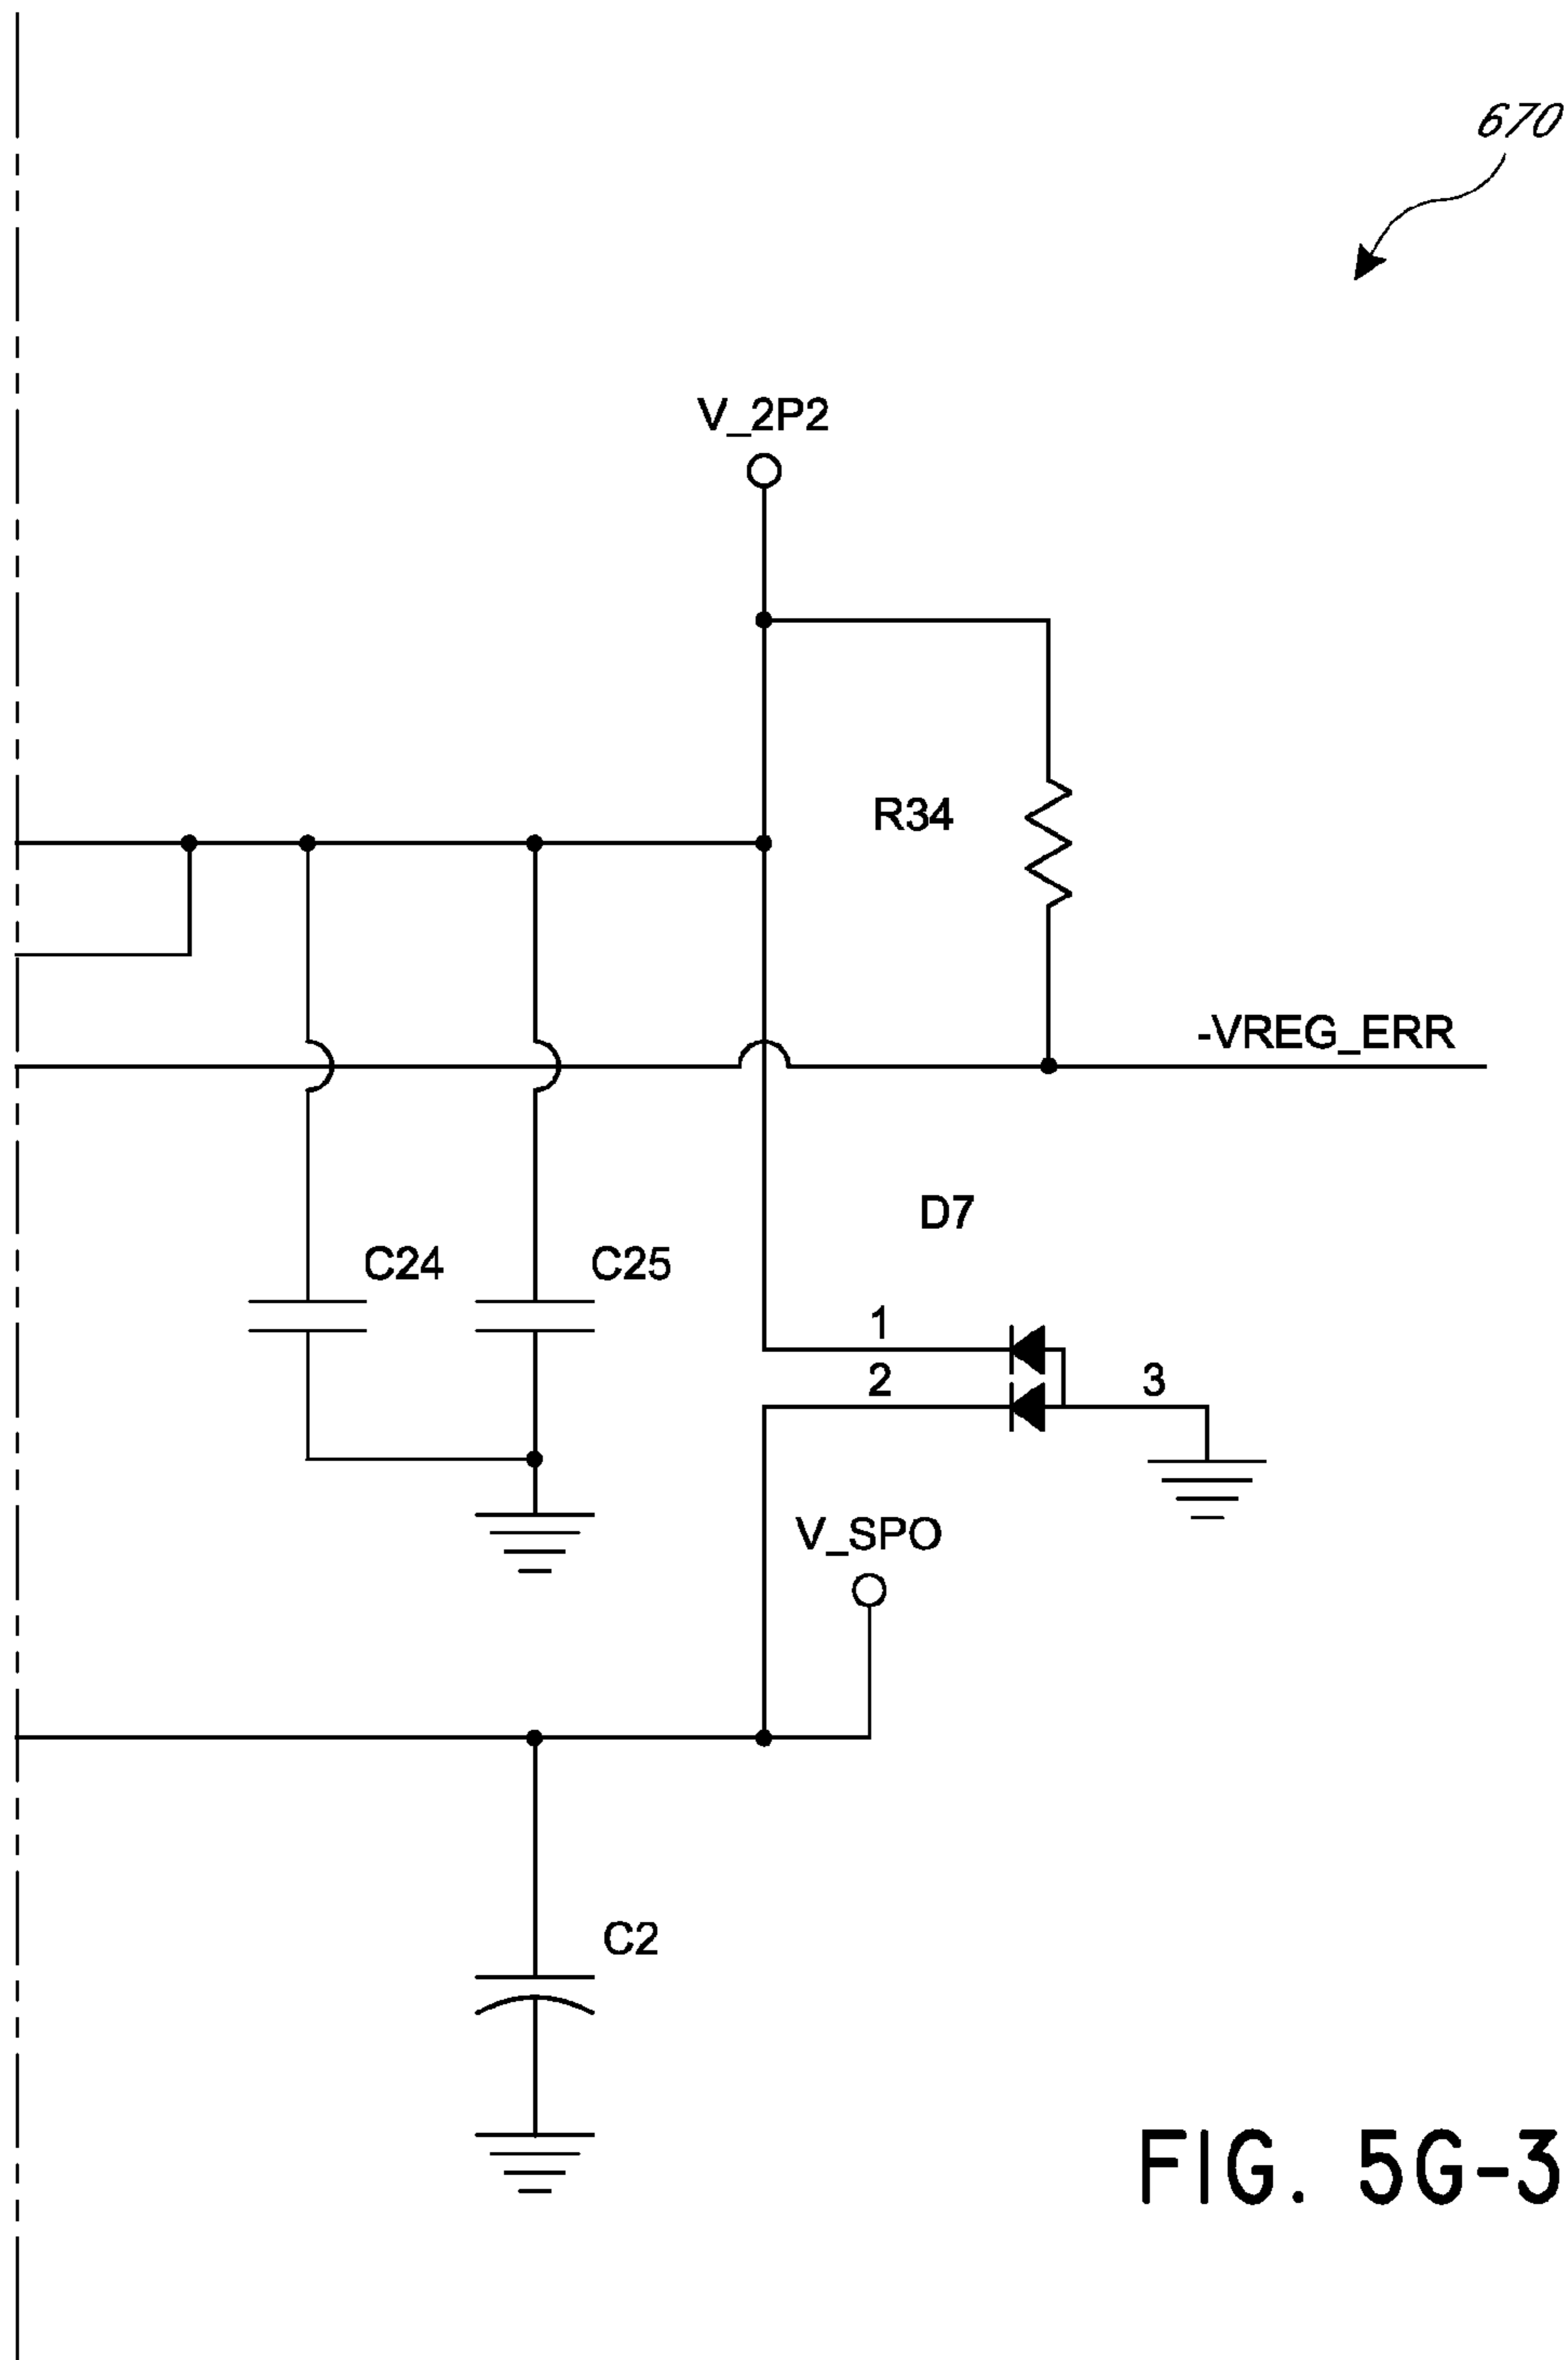 670
V_2P2
R34
-VREG_ERR
D7
C24
C25
1
2
3
V_SPO
C2
FIG. 5G-3